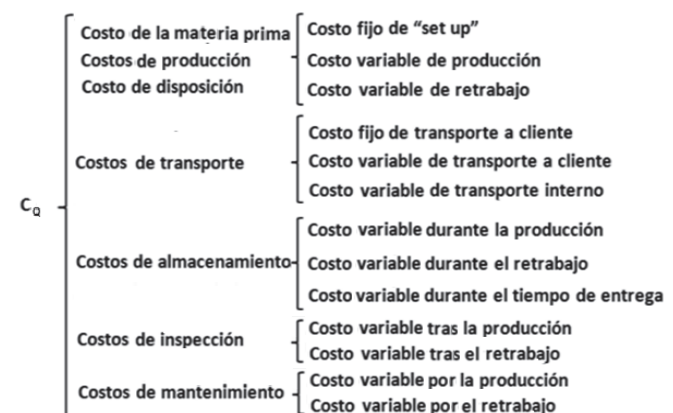 Costo de la materia prima
Costos de producción
Costo de disposición
Costo fijo de “set up”
Costo variable de producción
Costo variable de retrabajo
Costos de transporte
Costo fijo de transporte a cliente
Costo variable de transporte a cliente
Costo variable de transporte interno
CQ
Costos de almacenamiento
Costo variable durante la producción
Costo variable durante el retrabajo
Costo variable durante el tiempo de entrega
Costos de inspección
Costo variable tras la producción
Costo variable tras el retrabajo
Costos de mantenimiento
Costo variable por la producción
Costo variable por el retrabajo